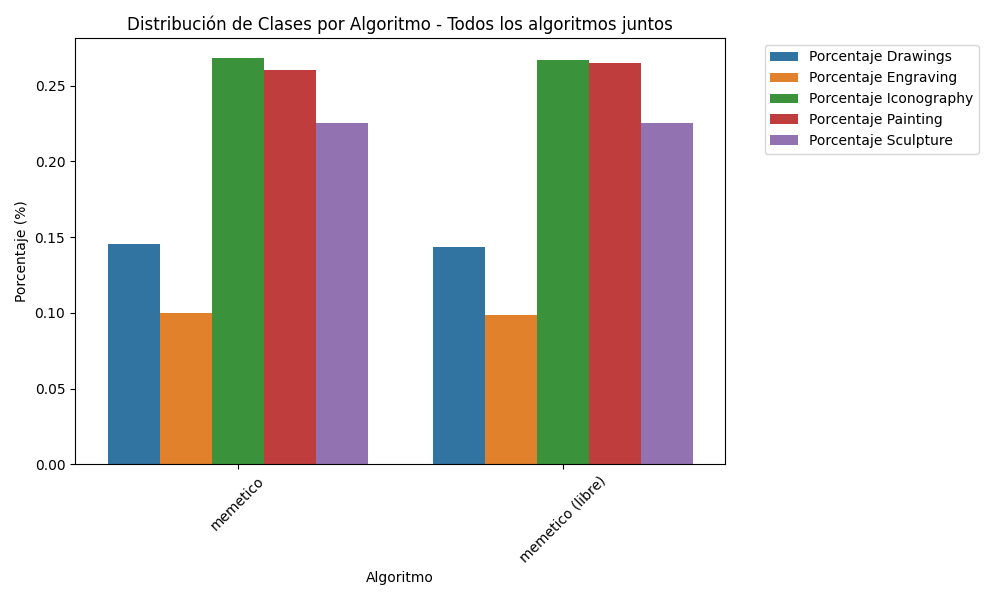 Distribución de Clases por Algoritmo - Todos los algoritmos juntos
Porcentaje Drawings
Porcentaje Engraving
Porcentaje Iconography
Porcentaje Painting
Porcentaje Sculpture
Porcentaje (%)
0.25
0.20
0.15
0.10
0.05
0.00
memetico
memetico (libre)
Algoritmo